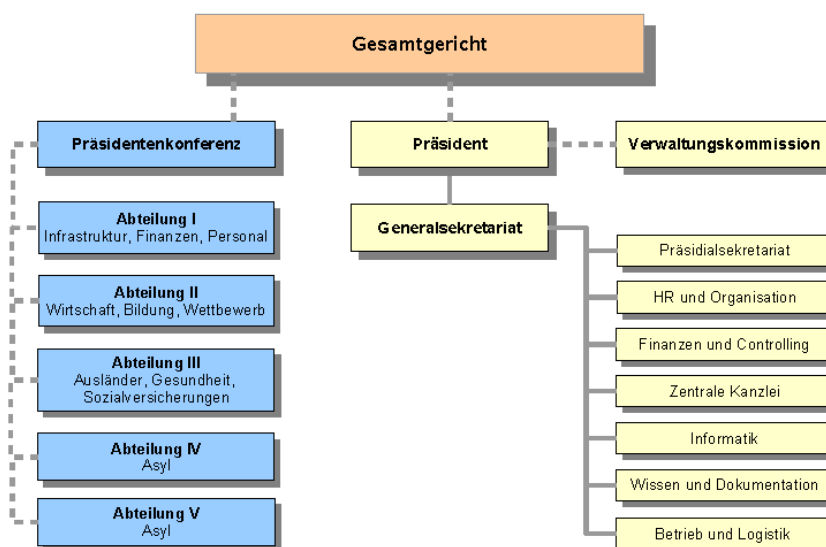 Gesamtgericht
Präsidentenkonferenz
Präsident
Verwaltungskommission
Abteilung I
Infrastruktur, Finanzen, Personal
Abteilung II
Wirtschaft, Bildung, Wettbewerb
Abteilung III
Ausländer, Gesundheit,
Sozialversicherungen
Abteilung IV
Asyl
Abteilung V
Asyl
Generalsekretariat
Präsidialsekretariat
HR und Organisation
Finanzen und Controlling
Zentrale Kanzlei
Informatik
Wissen und Dokumentation
Betrieb und Logistik